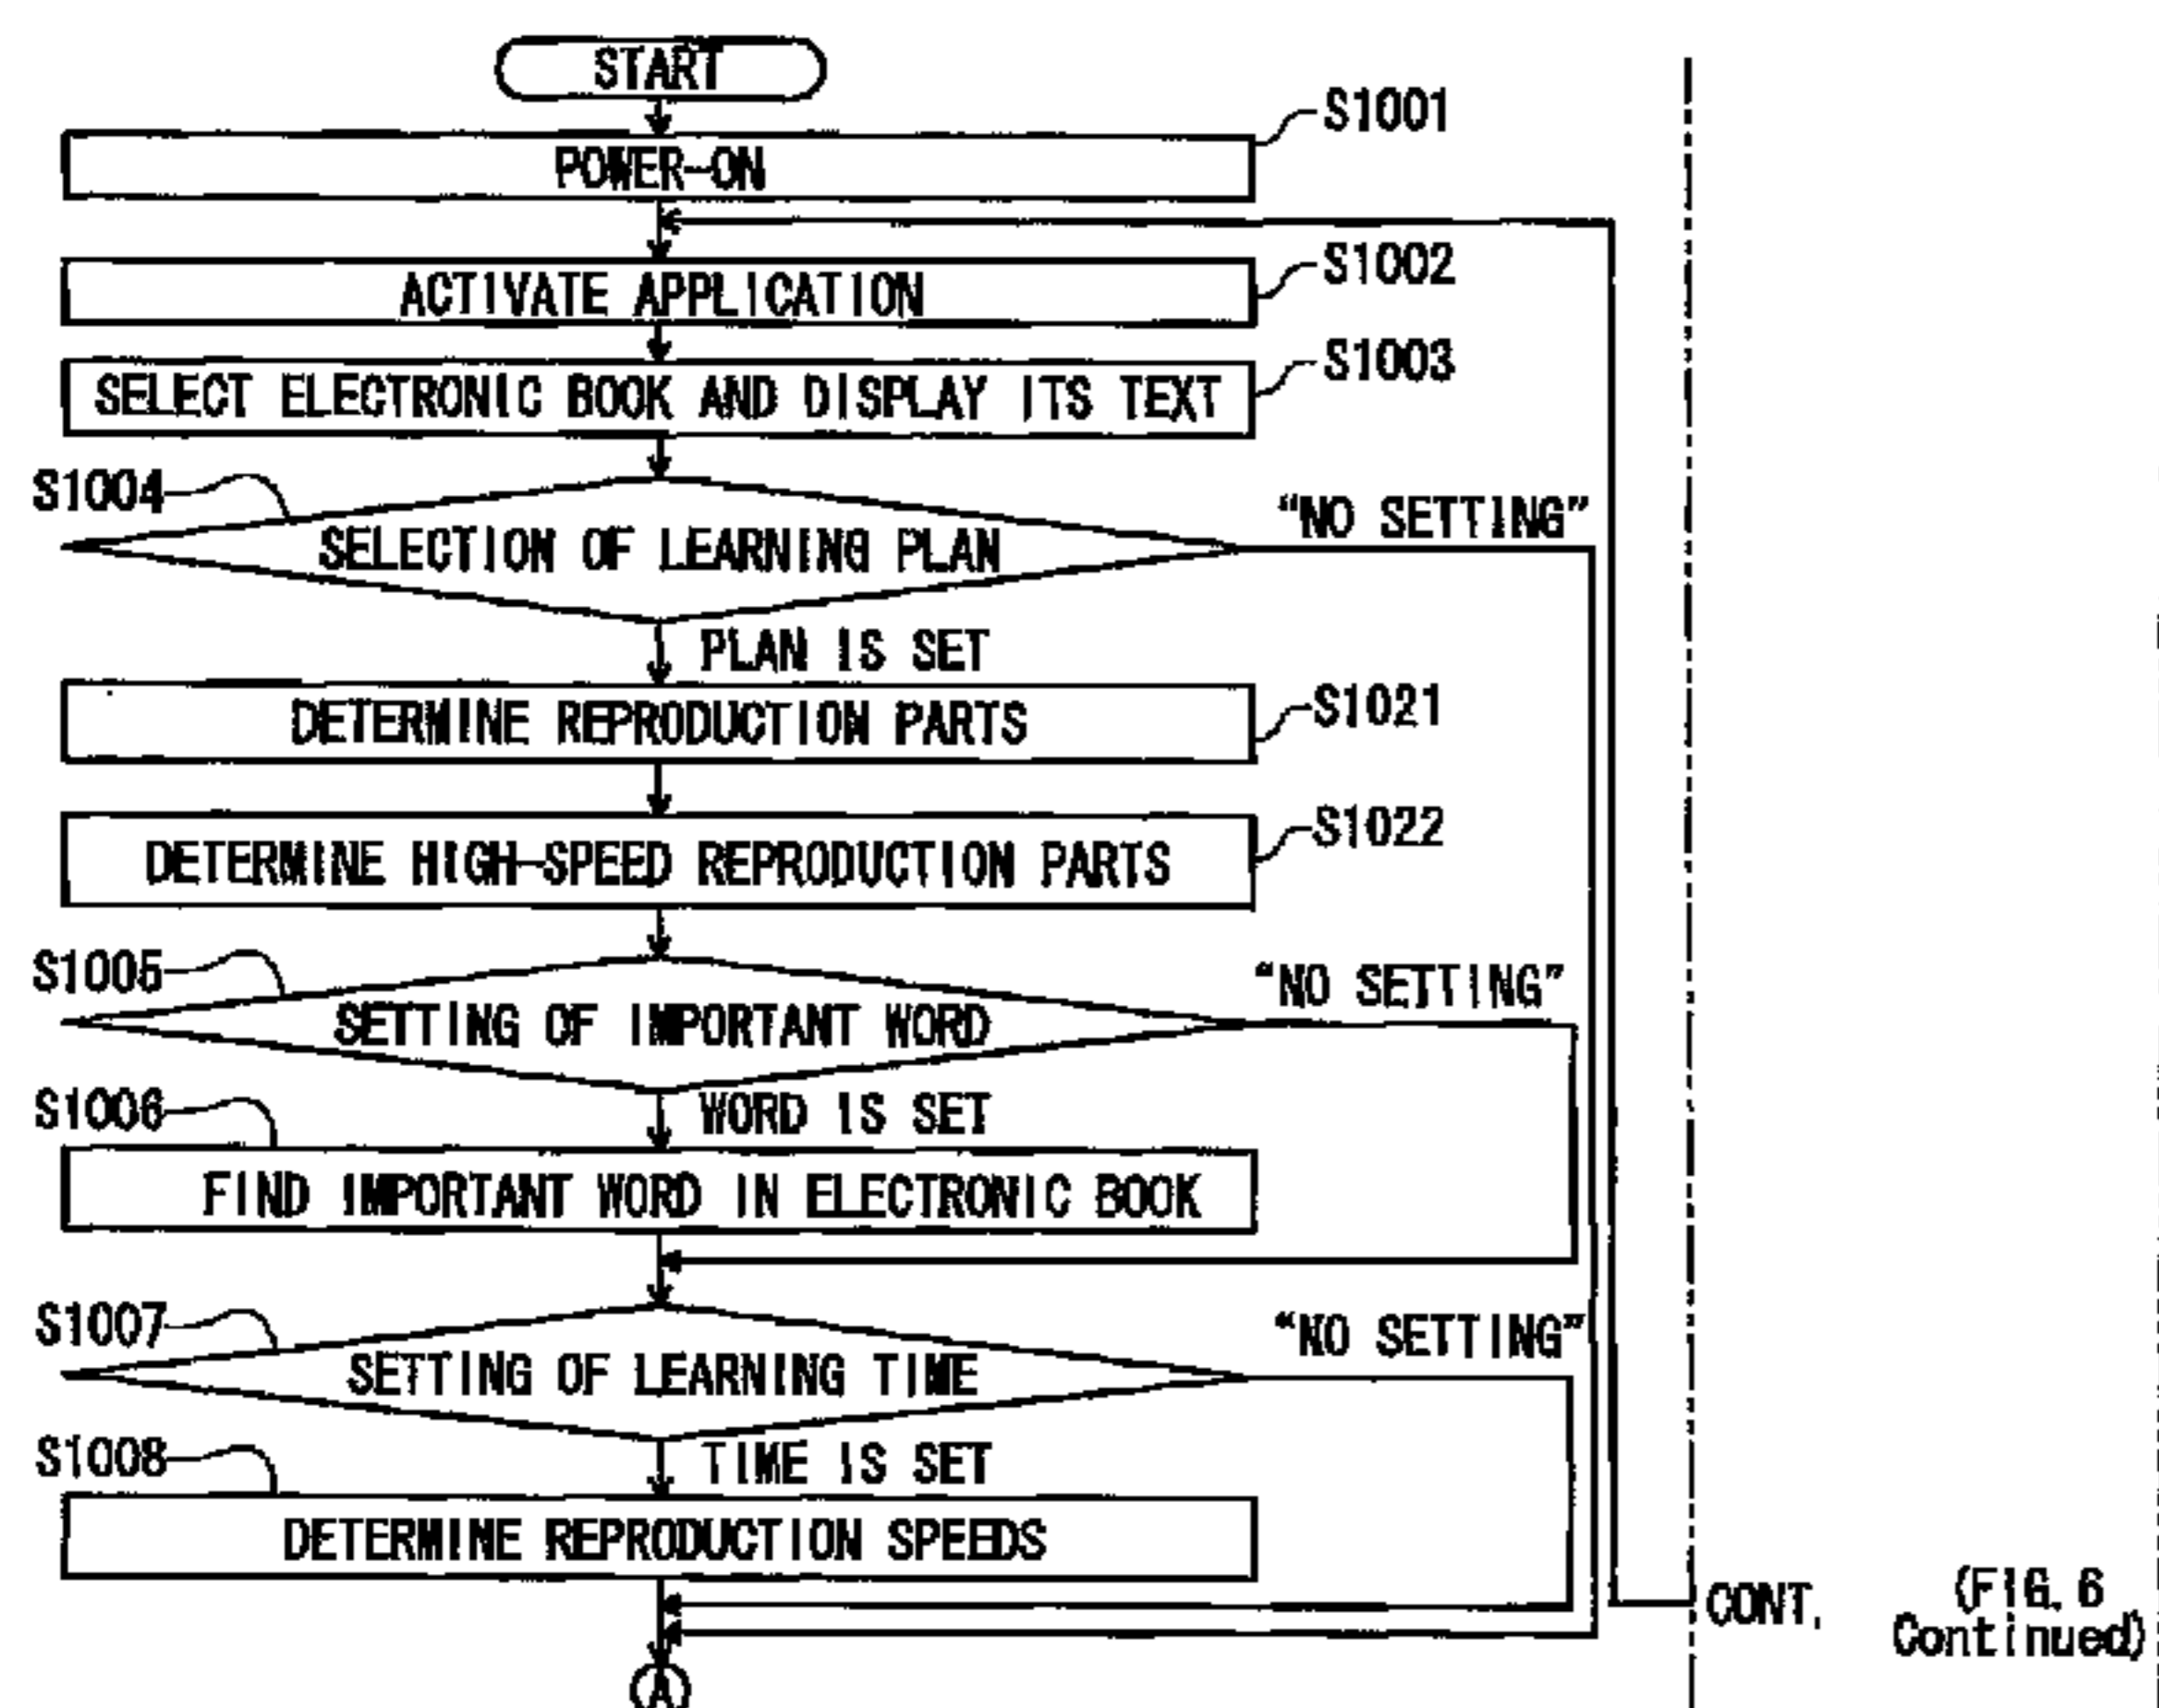 START
S1001
POWER-ON
S1002
ACTIVATE APPLICATION
S1003
SELECT ELECTRONIC BOOK AND DISPLAY ITS TEXT
S1004
"NO SETTING"
SELECTION OF LEARNING PLAN
PLAN IS SET
S1021
DETERMINE REPRODUCTION PARTS
S1022
DETERMINE HIGH-SPEED REPRODUCTION PARTS
S1005
"NO SETTING"
SETTING OF IMPORTANT WORD
S1006
WORD IS SET
FIND IMPORTANT WORD IN ELECTRONIC BOOK
S1007
"NO SETTING"
SETTING OF LEARNING TIME
S1008
TIME IS SET
DETERMINE REPRODUCTION SPEEDS
CONT.
(FIG. 6
Continued)
A